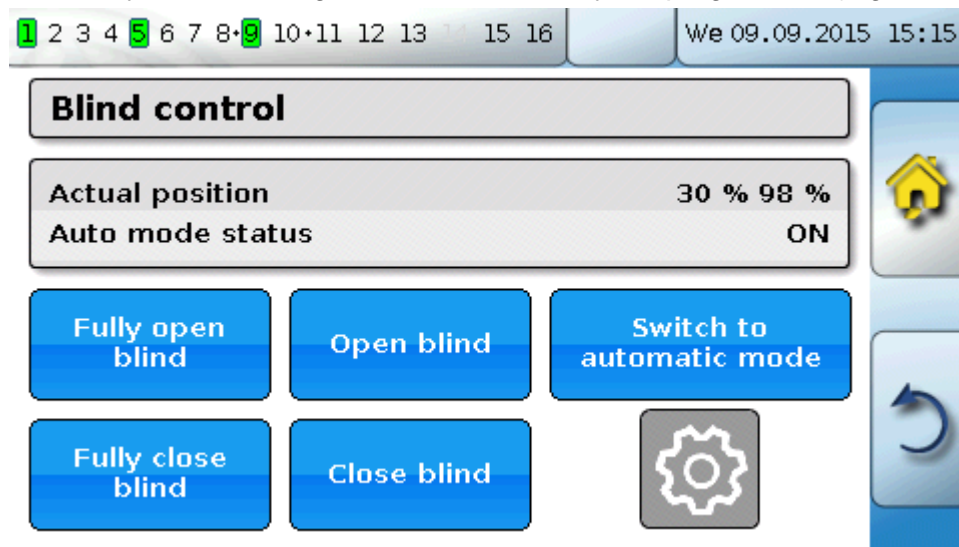 1 2 3 4 5 6 7 8·9 10·11 12 13 14 15 16 We 09.09.2015 15:15
Blind control
Actual position 30 % 98 %
Auto mode status ON
Fully open
blind
Open blind
Switch to
automatic mode
Fully close
blind
Close blind